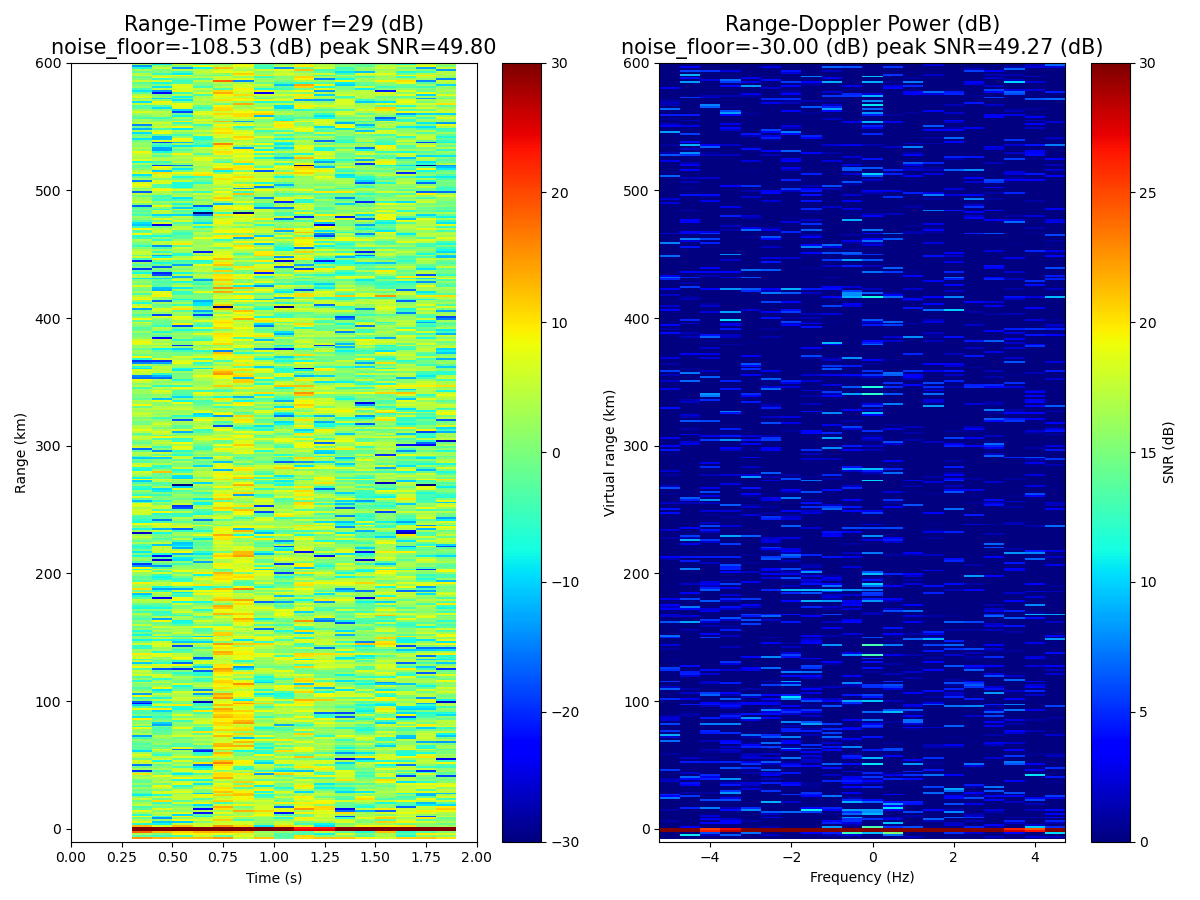 Range-Time Power f=29 (dB)
noise_floor=-108.53 (dB) peak SNR=49.80
Range-Doppler Power (dB)
noise_floor=-30.00 (dB) peak SNR=49.27 (dB)
Range (km)
600
500
400
300
200
100
0
0.00 0.25 0.50 0.75 1.00 1.25 1.50 1.75 2.00
Time (s)
30
20
10
0
−10
−20
−30
Virtual range (km)
600
500
400
300
200
100
0
−4 −2 0 2 4
Frequency (Hz)
30
25
20
15
10
5
0
SNR (dB)